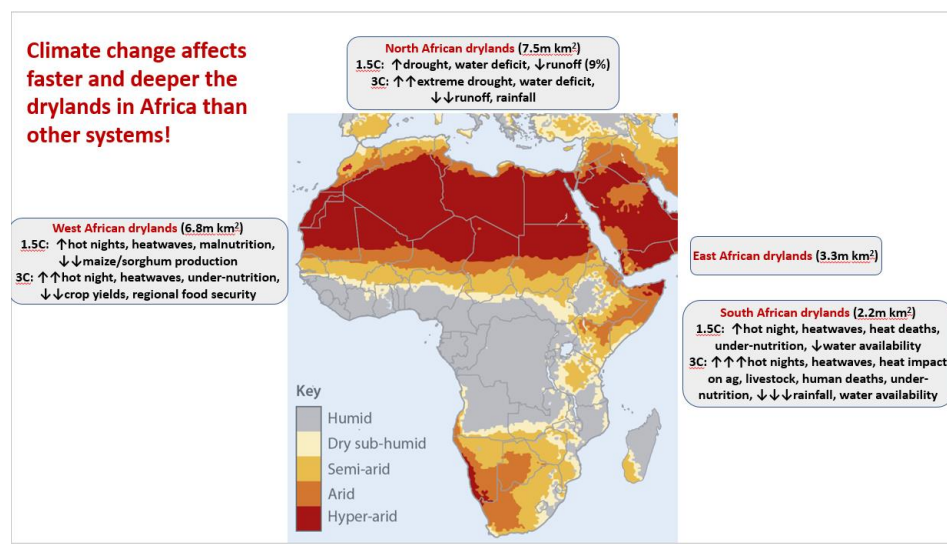 Climate change affects
faster and deeper the
drylands in Africa than
other systems!
North African drylands (7.5m km²)
1.5C: ↑drought, water deficit, ↓runoff (9%)
3C: ↑↑extreme drought, water deficit,
↓↓runoff, rainfall
West African drylands (6.8m km²)
1.5C: ↑hot nights, heatwaves, malnutrition,
↓↓maize/sorghum production
3C: ↑↑hot night, heatwaves, under-nutrition,
↓↓crop yields, regional food security
East African drylands (3.3m km²)
South African drylands (2.2m km²)
1.5C: ↑hot night, heatwaves, heat deaths,
under-nutrition, ↓water availability
3C: ↑↑↑hot nights, heatwaves, heat impact
on ag, livestock, human deaths, under-
nutrition, ↓↓↓rainfall, water availability
Key
Humid
Dry sub-humid
Semi-arid
Arid
Hyper-arid